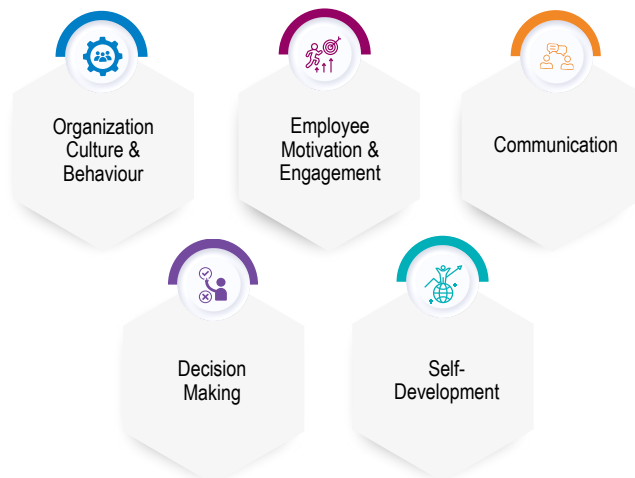 Organization
Culture &
Behaviour
Employee
Motivation &
Engagement
Communication
Decision
Making
Self-
Development